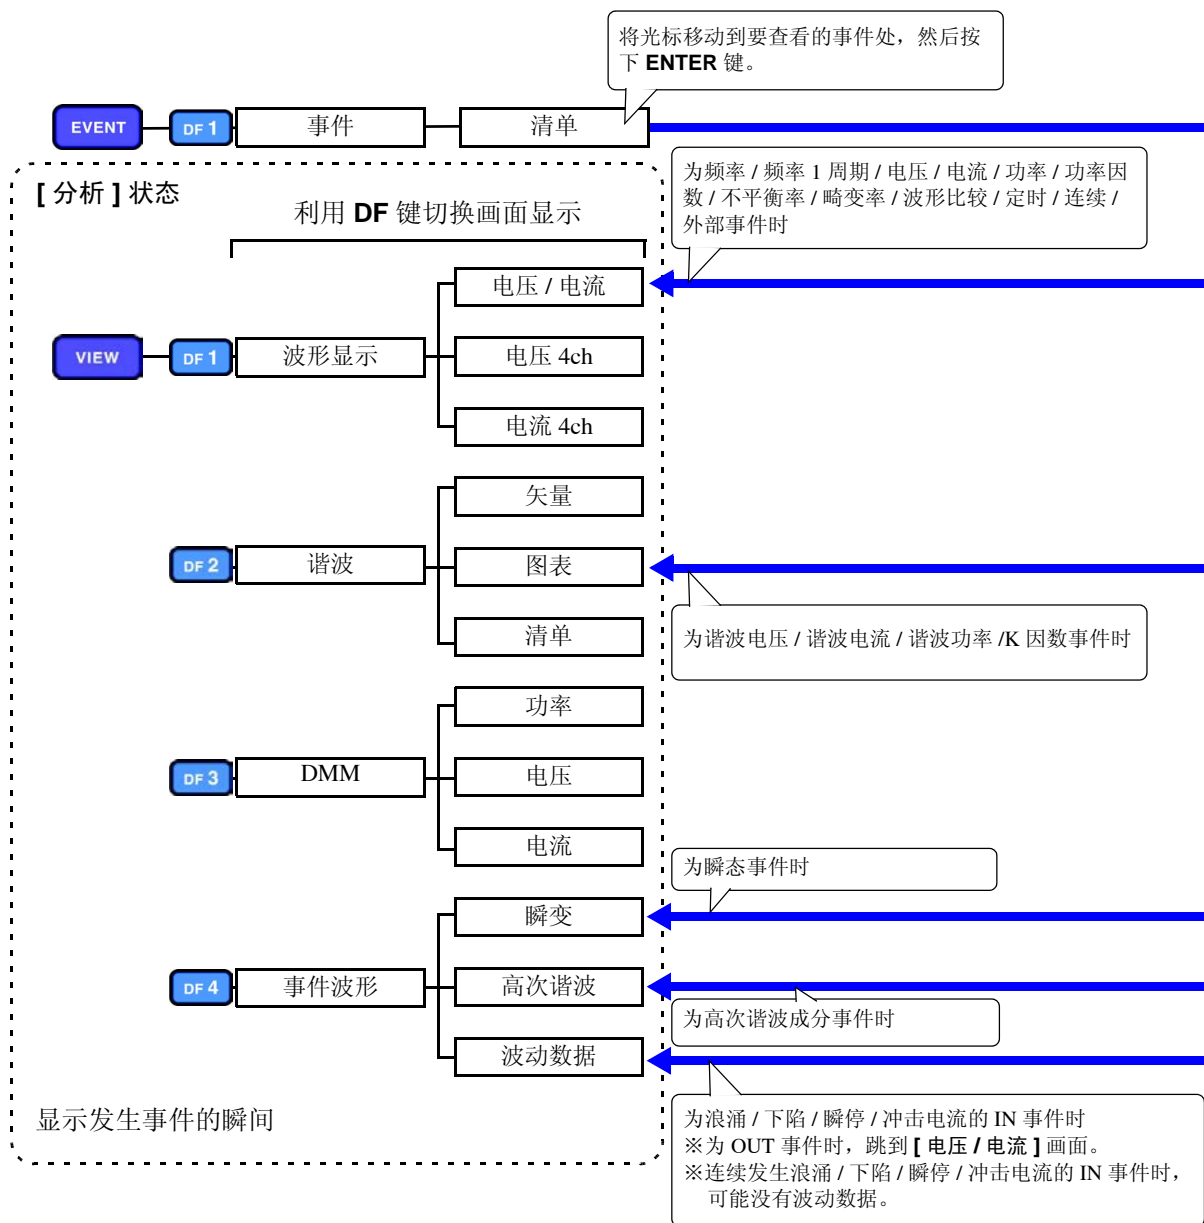 将光标移动到要查看的事件处，然后按
下 ENTER 键。
EVENT
DF 1
事件
清单
[ 分析 ] 状态
利用 DF 键切换画面显示
为频率 / 频率 1 周期 / 电压 / 电流 / 功率 / 功率因
数 / 不平衡率 / 畸变率 / 波形比较 / 定时 / 连续 /
外部事件时
电压 / 电流
VIEW
DF 1
波形显示
电压 4ch
电流 4ch
矢量
DF 2
谐波
图表
清单
为谐波电压 / 谐波电流 / 谐波功率 /K 因数事件时
功率
DF 3
DMM
电压
电流
为瞬态事件时
瞬变
DF 4
事件波形
高次谐波
为高次谐波成分事件时
波动数据
显示发生事件的瞬间
为浪涌 / 下陷 / 瞬停 / 冲击电流的 IN 事件时
※为 OUT 事件时，跳到 [ 电压 / 电流 ] 画面。
※连续发生浪涌 / 下陷 / 瞬停 / 冲击电流的 IN 事件时，
可能没有波动数据。